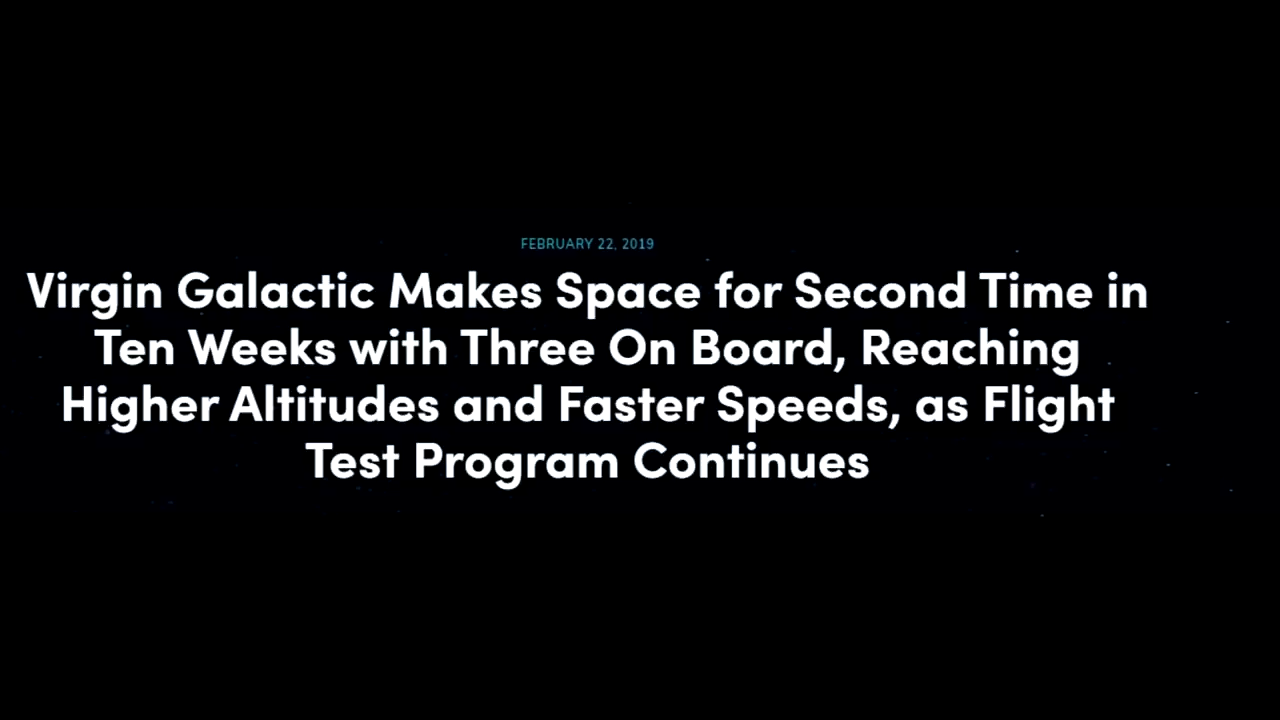 FEBRUARY 22, 2019
Virgin Galactic Makes Space for Second Time in
Ten Weeks with Three On Board, Reaching
Higher Altitudes and Faster Speeds, as Flight
Test Program Continues